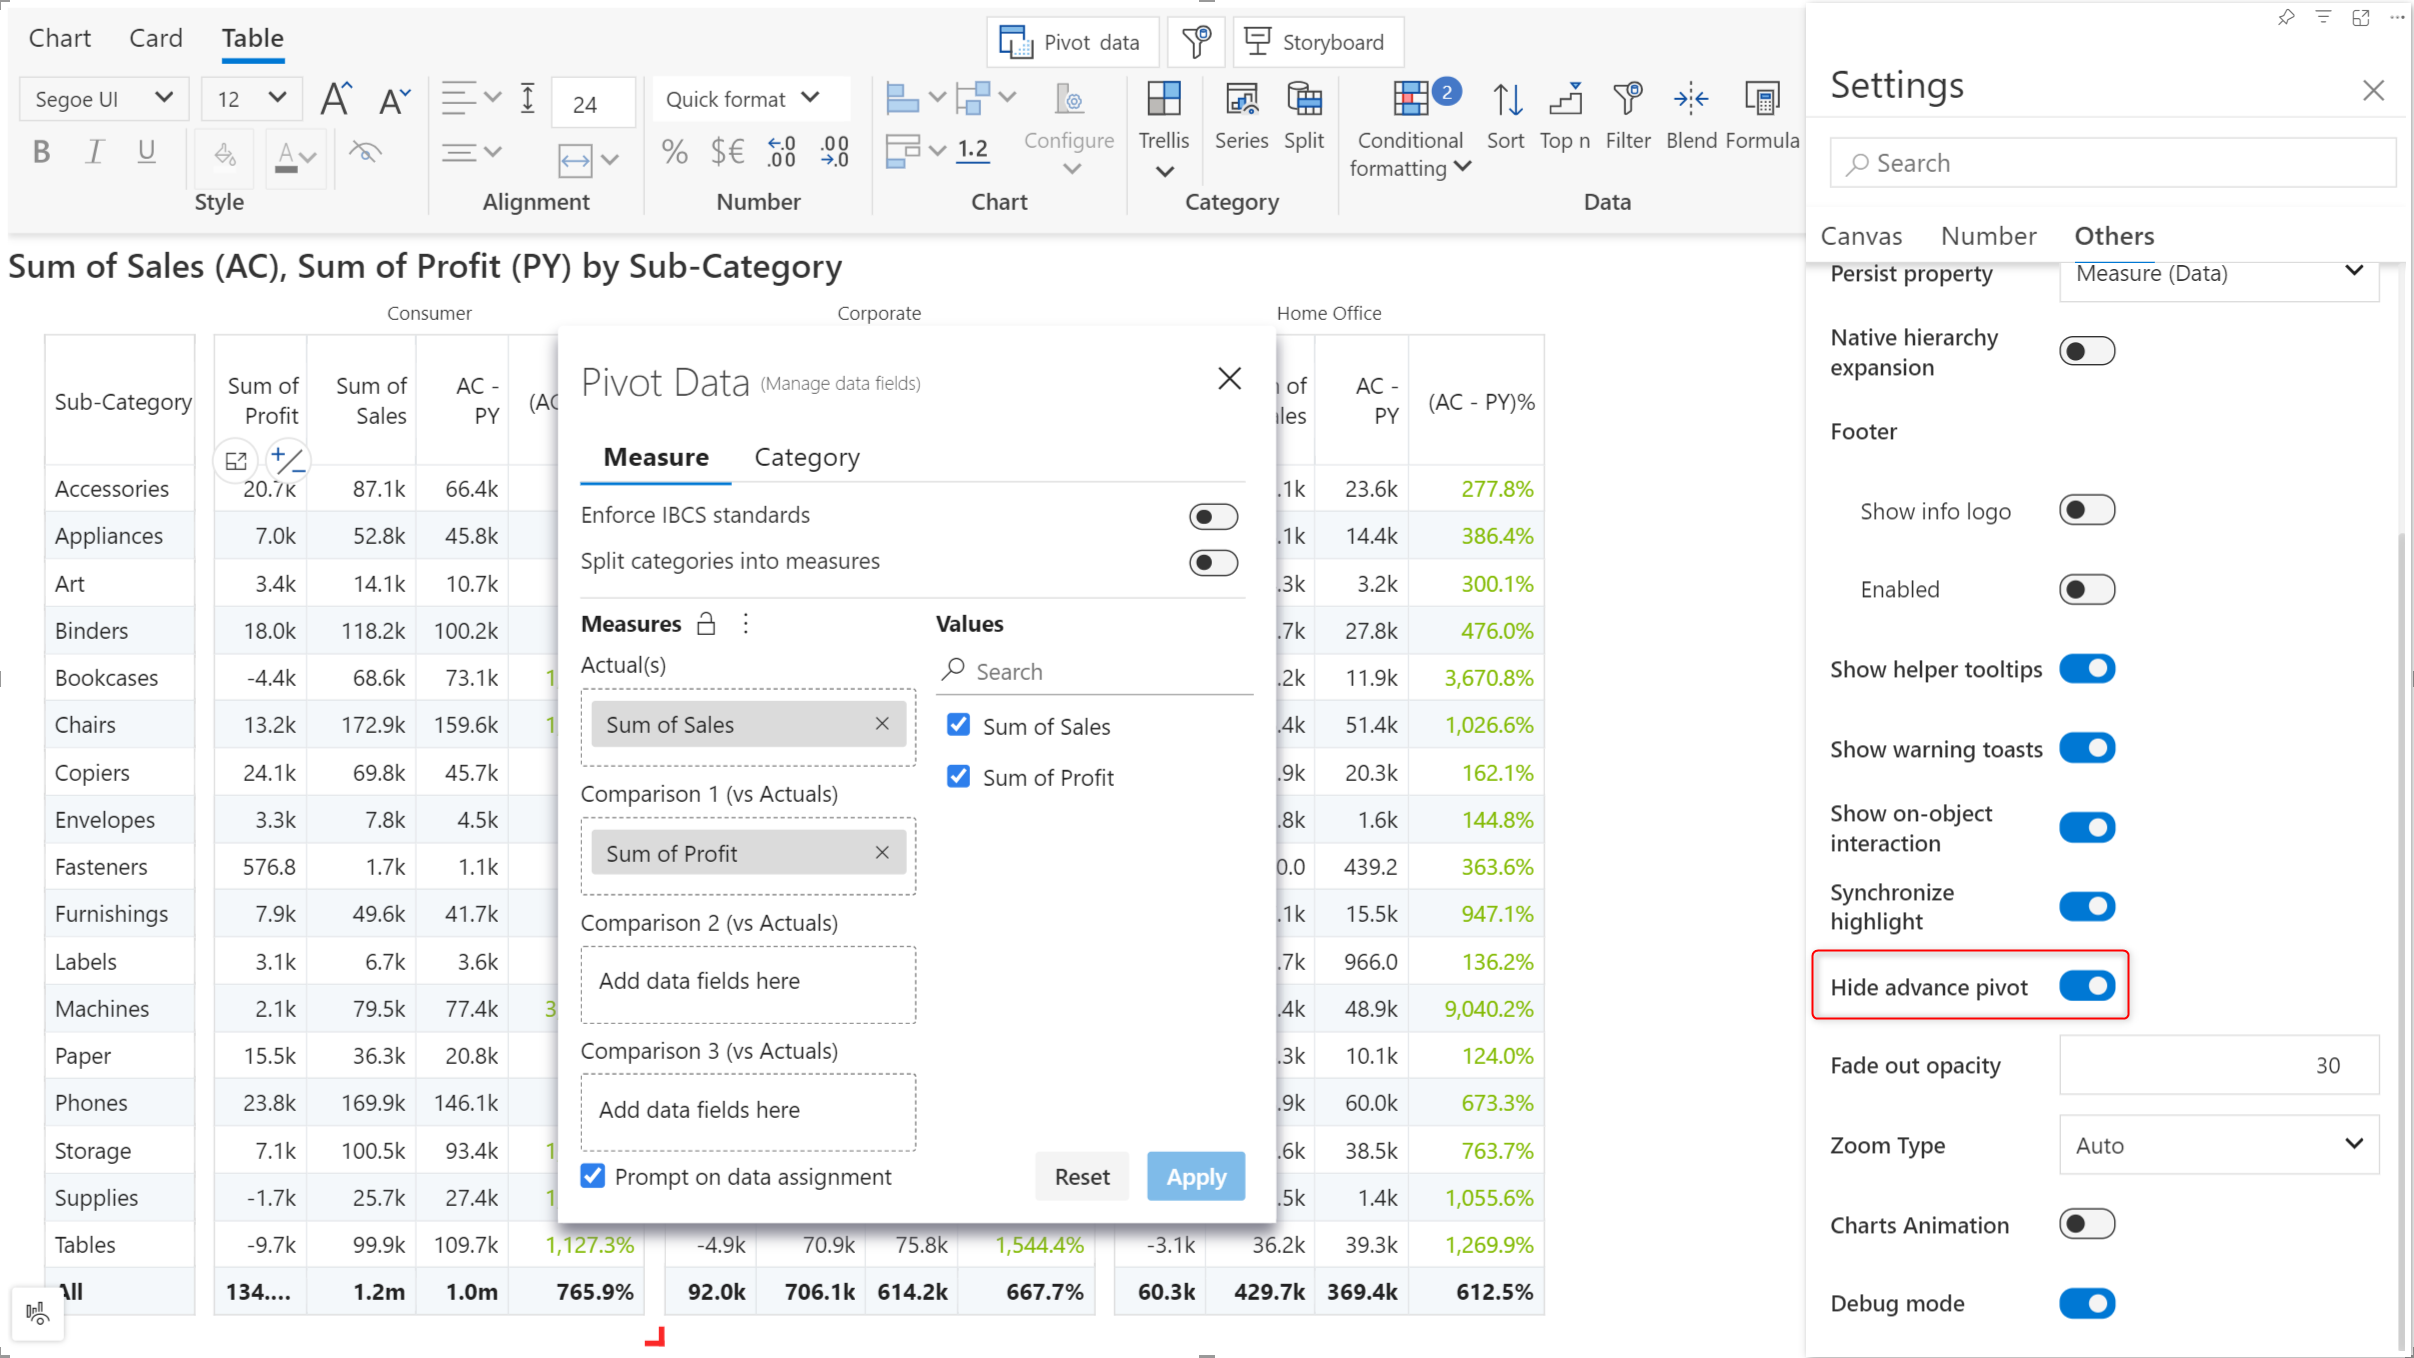 Chart Card Table
Pivot data Storyboard
Segoe UI 12 A A 24 Quick format
B I U A % $€ .0 .00 .00 .0 1.2
Configure Trellis Series Split Conditional formatting 2 Sort Top n Filter Blend Formula
Style Alignment Number Chart Category Data
Sum of Sales (AC), Sum of Profit (PY) by Sub-Category
Consumer Corporate Home Office
Sub-Category Sum of Profit Sum of Sales AC - PY (AC of les AC - PY (AC - PY)%
Accessories 20.7k 87.1k 66.4k .1k 23.6k 277.8%
Appliances 7.0k 52.8k 45.8k .1k 14.4k 386.4%
Art 3.4k 14.1k 10.7k .3k 3.2k 300.1%
Binders 18.0k 118.2k 100.2k .7k 27.8k 476.0%
Bookcases -4.4k 68.6k 73.1k 1 .2k 11.9k 3,670.8%
Chairs 13.2k 172.9k 159.6k 1 .4k 51.4k 1,026.6%
Copiers 24.1k 69.8k 45.7k .9k 20.3k 162.1%
Envelopes 3.3k 7.8k 4.5k .8k 1.6k 144.8%
Fasteners 576.8 1.7k 1.1k 0.0 439.2 363.6%
Furnishings 7.9k 49.6k 41.7k .1k 15.5k 947.1%
Labels 3.1k 6.7k 3.6k .7k 966.0 136.2%
Machines 2.1k 79.5k 77.4k 3 .4k 48.9k 9,040.2%
Paper 15.5k 36.3k 20.8k .3k 10.1k 124.0%
Phones 23.8k 169.9k 146.1k .9k 60.0k 673.3%
Storage 7.1k 100.5k 93.4k 1 .6k 38.5k 763.7%
Supplies -1.7k 25.7k 27.4k 1 .5k 1.4k 1,055.6%
Tables -9.7k 99.9k 109.7k 1,127.3% -4.9k 70.9k 75.8k 1,544.4% -3.1k 36.2k 39.3k 1,269.9%
All 134.... 1.2m 1.0m 765.9% 92.0k 706.1k 614.2k 667.7% 60.3k 429.7k 369.4k 612.5%
Pivot Data (Manage data fields)
Measure Category
Enforce IBCS standards
Split categories into measures
Measures Values
Actual(s) Search
Sum of Sales
Sum of Sales
Sum of Profit
Comparison 1 (vs Actuals)
Sum of Profit
Comparison 2 (vs Actuals)
Add data fields here
Comparison 3 (vs Actuals)
Add data fields here
Prompt on data assignment Reset Apply
Settings
Search
Canvas Number Others
Persist property Measure (Data)
Native hierarchy
expansion
Footer
Show info logo
Enabled
Show helper tooltips
Show warning toasts
Show on-object
interaction
Synchronize
highlight
Hide advance pivot
Fade out opacity 30
Zoom Type Auto
Charts Animation
Debug mode